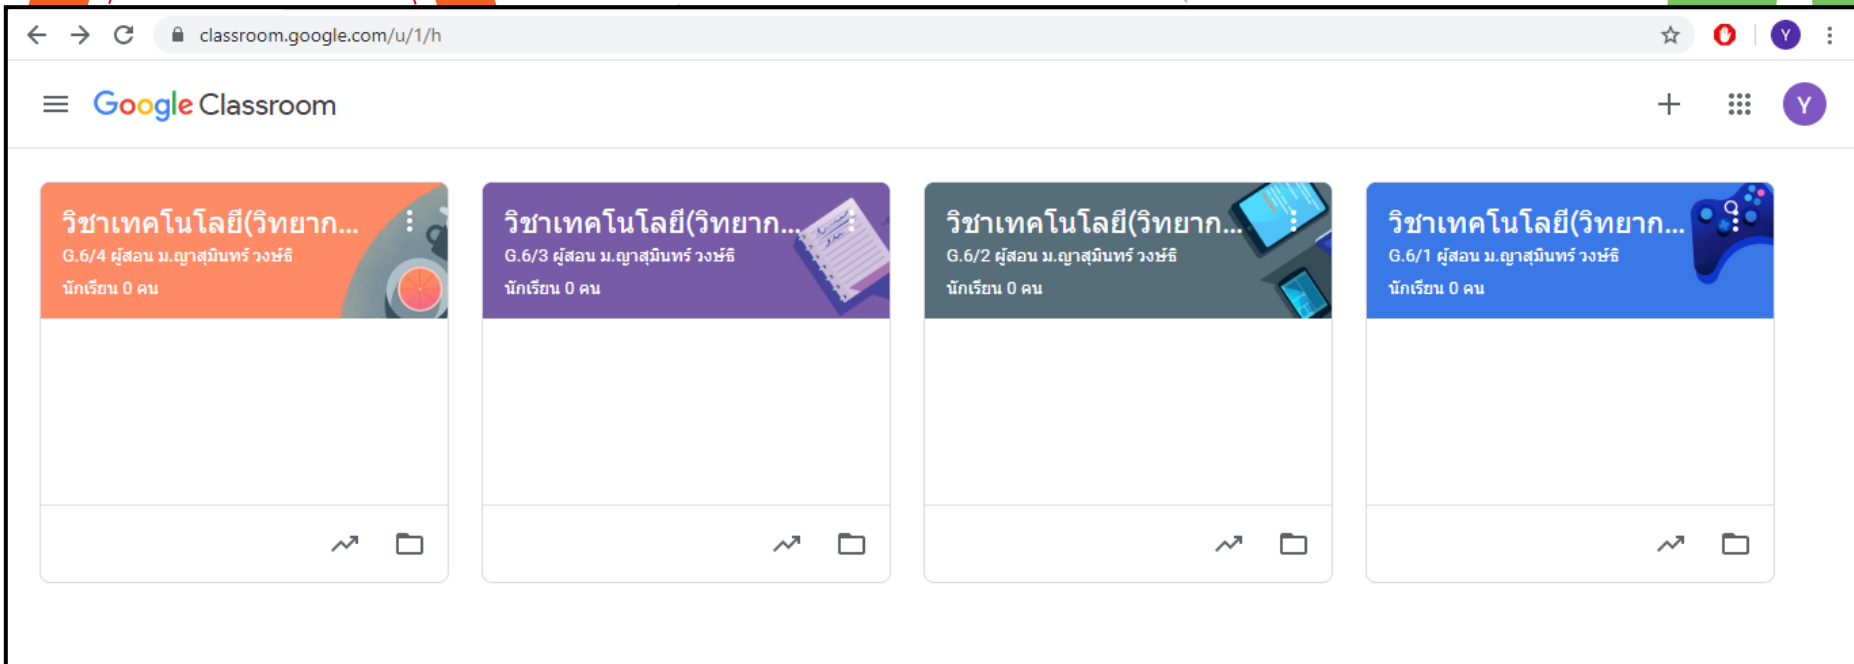 classroom.google.com/u/1/h
Y
Google Classroom
Y
วิชาเทคโนโลยี(วิทยาก...
G.6/4 ผู้สอน ม.ญาสุมินทร์ วงษ์ธิ
นักเรียน 0 คน
วิชาเทคโนโลยี(วิทยาก...
G.6/3 ผู้สอน ม.ญาสุมินทร์ วงษ์ธิ
นักเรียน 0 คน
วิชาเทคโนโลยี(วิทยาก...
G.6/2 ผู้สอน ม.ญาสุมินทร์ วงษ์ธิ
นักเรียน 0 คน
วิชาเทคโนโลยี(วิทยาก...
G.6/1 ผู้สอน ม.ญาสุมินทร์ วงษ์ธิ
นักเรียน 0 คน